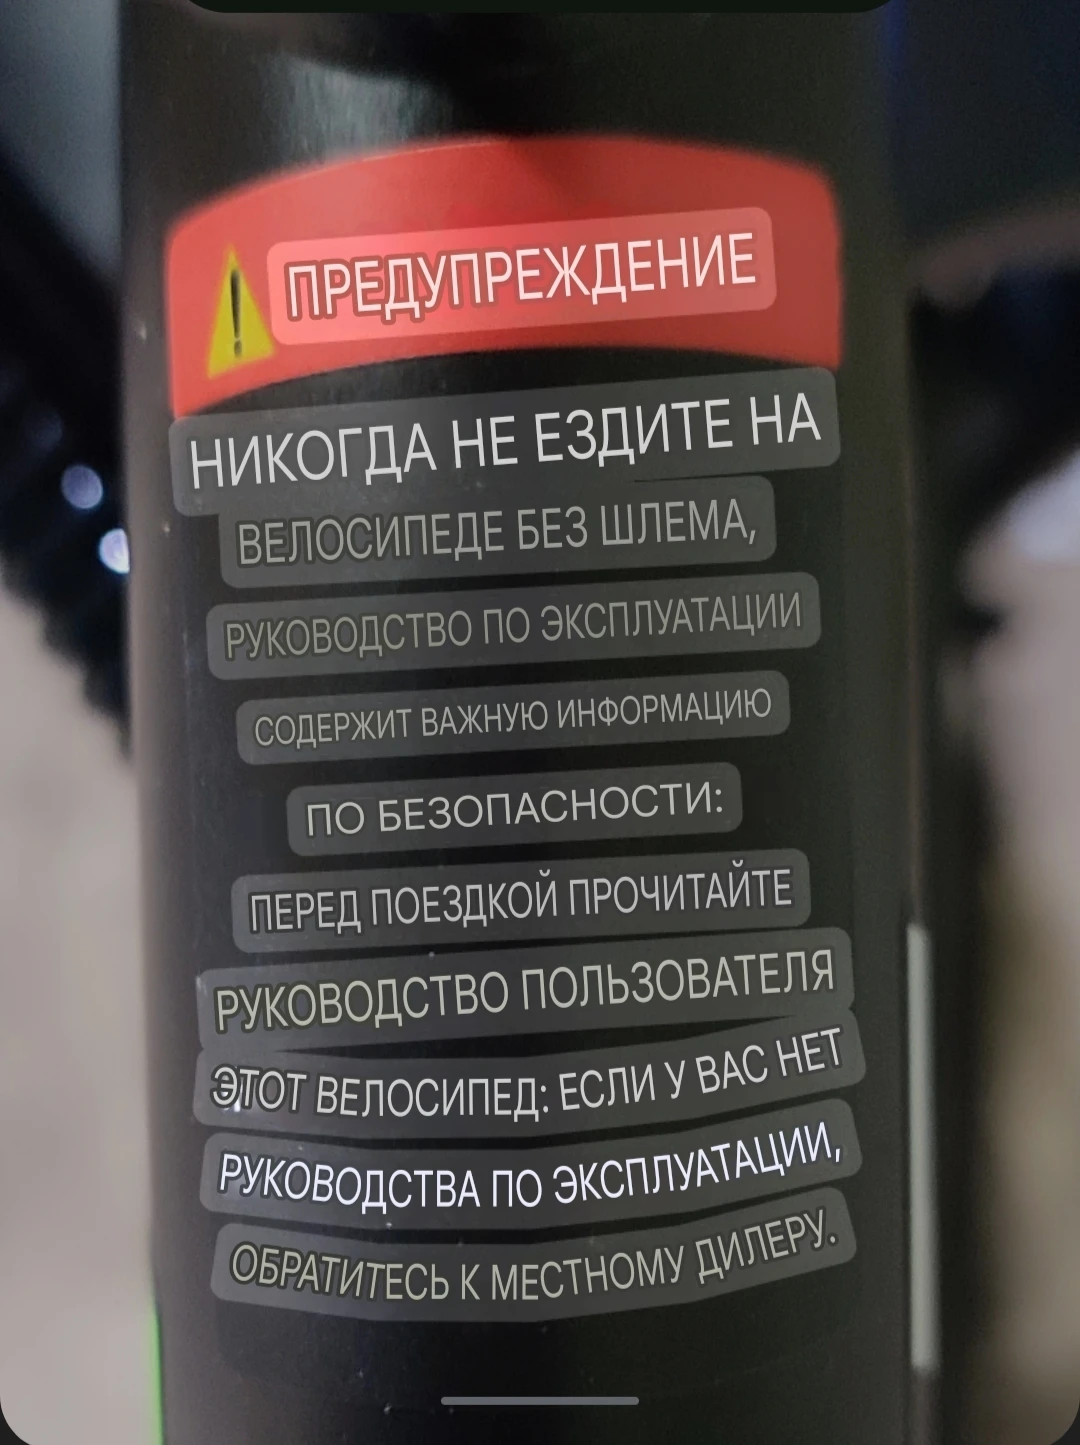 ПРЕДУПРЕЖДЕНИЕ
НИКОГДА НЕ ЕЗДИТЕ НА
ВЕЛОСИПЕДЕ БЕЗ ШЛЕМА,
РУКОВОДСТВО ПО ЭКСПЛУАТАЦИИ
СОДЕРЖИТ ВАЖНУЮ ИНФОРМАЦИЮ
ПО БЕЗОПАСНОСТИ:
ПЕРЕД ПОЕЗДКОЙ ПРОЧИТАЙТЕ
РУКОВОДСТВО ПОЛЬЗОВАТЕЛЯ
ЭТОТ ВЕЛОСИПЕД: ЕСЛИ У ВАС НЕТ
РУКОВОДСТВА ПО ЭКСПЛУАТАЦИИ,
ОБРАТИТЕСЬ К МЕСТНОМУ ДИЛЕРУ.